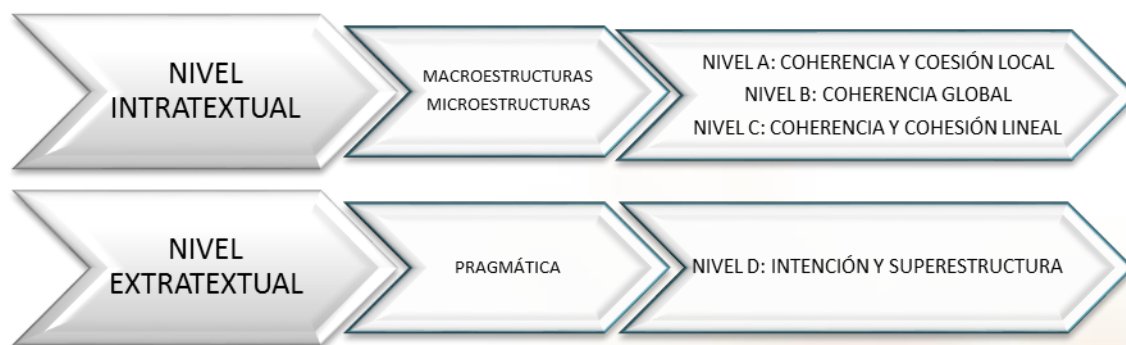 NIVEL
INTRATEXTUAL
MACROESTRUCTURAS
MICROESTRUCTURAS
NIVEL A: COHERENCIA Y COESIÓN LOCAL
NIVEL B: COHERENCIA GLOBAL
NIVEL C: COHERENCIA Y COHESIÓN LINEAL
NIVEL
EXTRATEXTUAL
PRAGMÁTICA
NIVEL D: INTENCIÓN Y SUPERESTRUCTURA